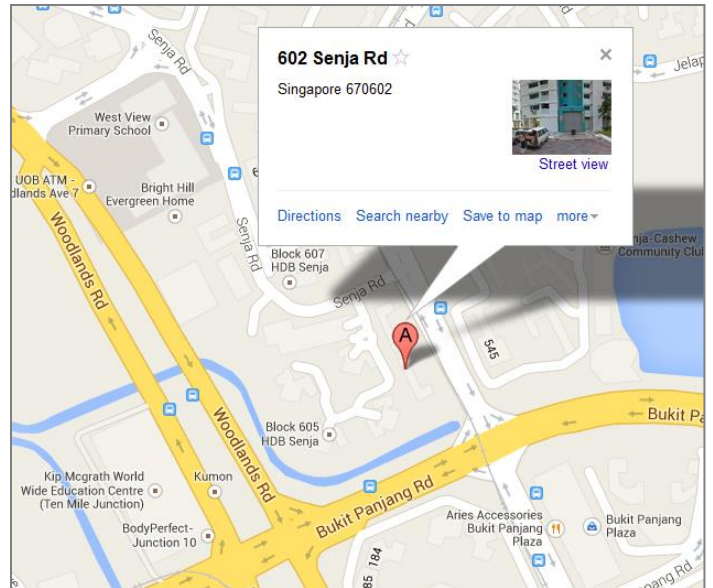 Senja Rd
602 Senja Rd
Singapore 670602
Street view
Directions Search nearby Save to map more
Jelap
West View
Primary School
UOB ATM -
dlands Ave 7
Bright Hill
Evergreen Home
Woodlands Rd
Senja Rd
Block 607
HDB Senja
Senja Rd
nja-Cashew
Community Club
A
545
Block 605
HDB Senja
Woodlands Rd
Bukit Pa
Kip Mcgrath World
Wide Education Centre
(Ten Mile Junction)
Kumon
BodyPerfect-
Junction 10
Bukit Panjang Rd
Aries Accessories
Bukit Panjang
Plaza
Bukit Panjang
Plaza
184
85
pang Rd